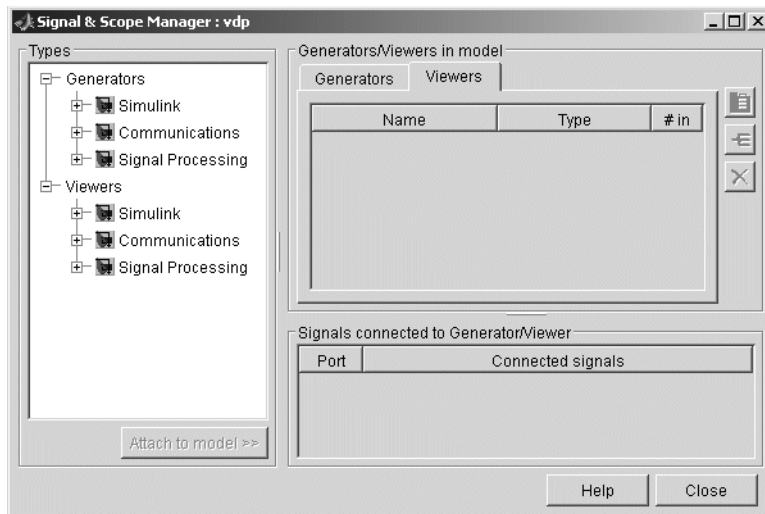 Signal & Scope Manager : vdp
Types
Generators
Simulink
Communications
Signal Processing
Viewers
Simulink
Communications
Signal Processing
Attach to model >>
Generators/Viewers in model
Generators Viewers
Name Type # in
Signals connected to Generator/Viewer
Port Connected signals
Help Close